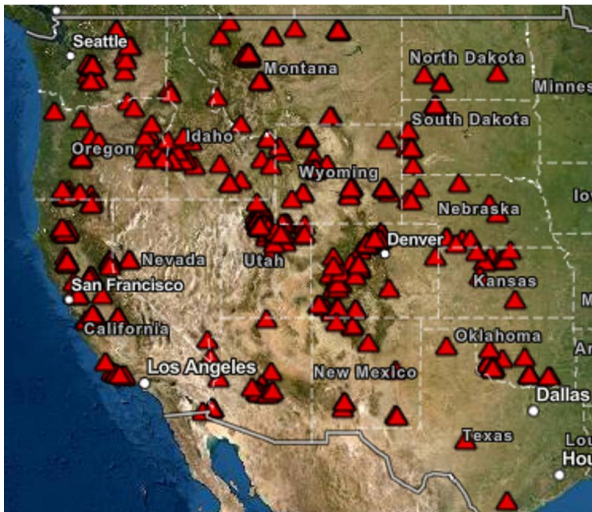 Seattle
North Dakota
Montana
Minnes
South Dakota
Idaho
Oregon
Wyoming
Io
Nebraska
Denver
Nevada
Utah
San Francisco
Kansas
M
California
Oklahoma
Ar
Los Angeles
New Mexico
Dallas
Texas
Lou
Hou